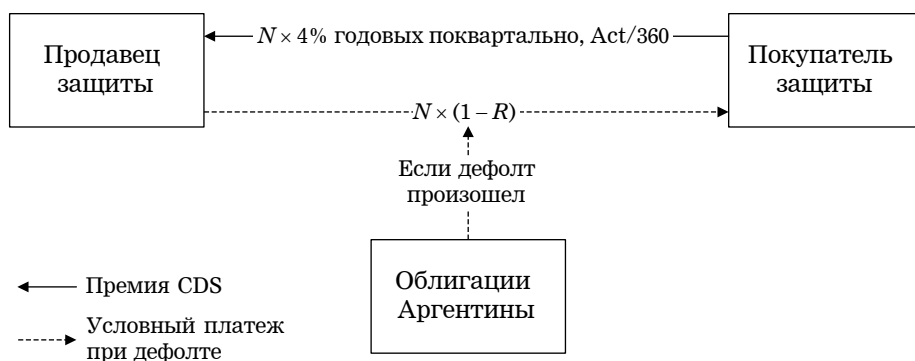 Продавец
защиты
N × 4% годовых поквартально, Act/360
Покупатель
защиты
N × (1 – R)
Если дефолт
произошел
Облигации
Аргентины
Премия CDS
Условный платеж
при дефолте